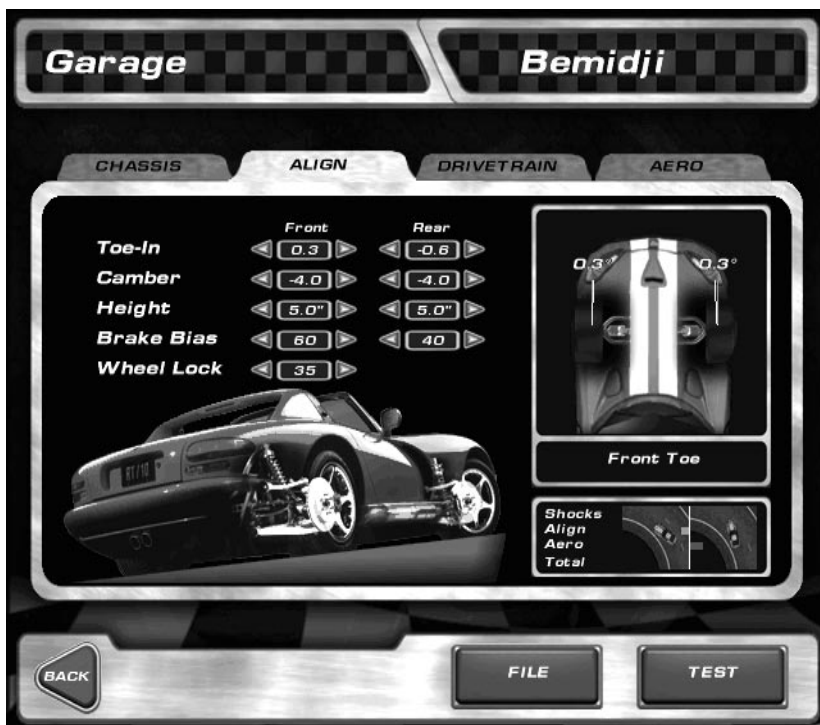 Garage Bemidji
CHASSIS ALIGN DRIVETRAIN AERO
Front Rear
Toe-In 0.3 -0.6
Camber -4.0 -4.0
Height 5.0" 5.0"
Brake Bias 60 40
Wheel Lock 35
0.3° 0.3°
Front Toe
RT/10
Shocks
Align
Aero
Total
BACK FILE TEST